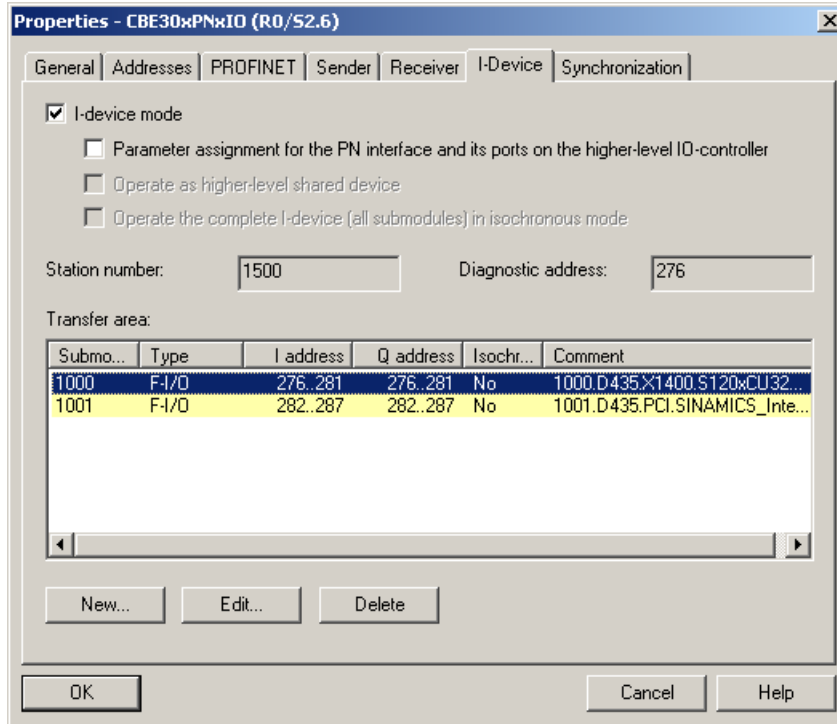 Properties - CBE30xPNxIO (R0/S2.6)
General Addresses PROFINET Sender Receiver I-Device Synchronization
I-device mode
Parameter assignment for the PN interface and its ports on the higher-level IO-controller
Operate as higher-level shared device
Operate the complete I-device (all submodules) in isochronous mode
Station number: 1500 Diagnostic address: 276
Transfer area:
Submo... Type I address Q address Isochr... Comment
1000 F-I/O 276..281 276..281 No 1000.D435.X1400.S120xCU32...
1001 F-I/O 282..287 282..287 No 1001.D435.PCI.SINAMICS_Inte...
New... Edit... Delete
OK Cancel Help